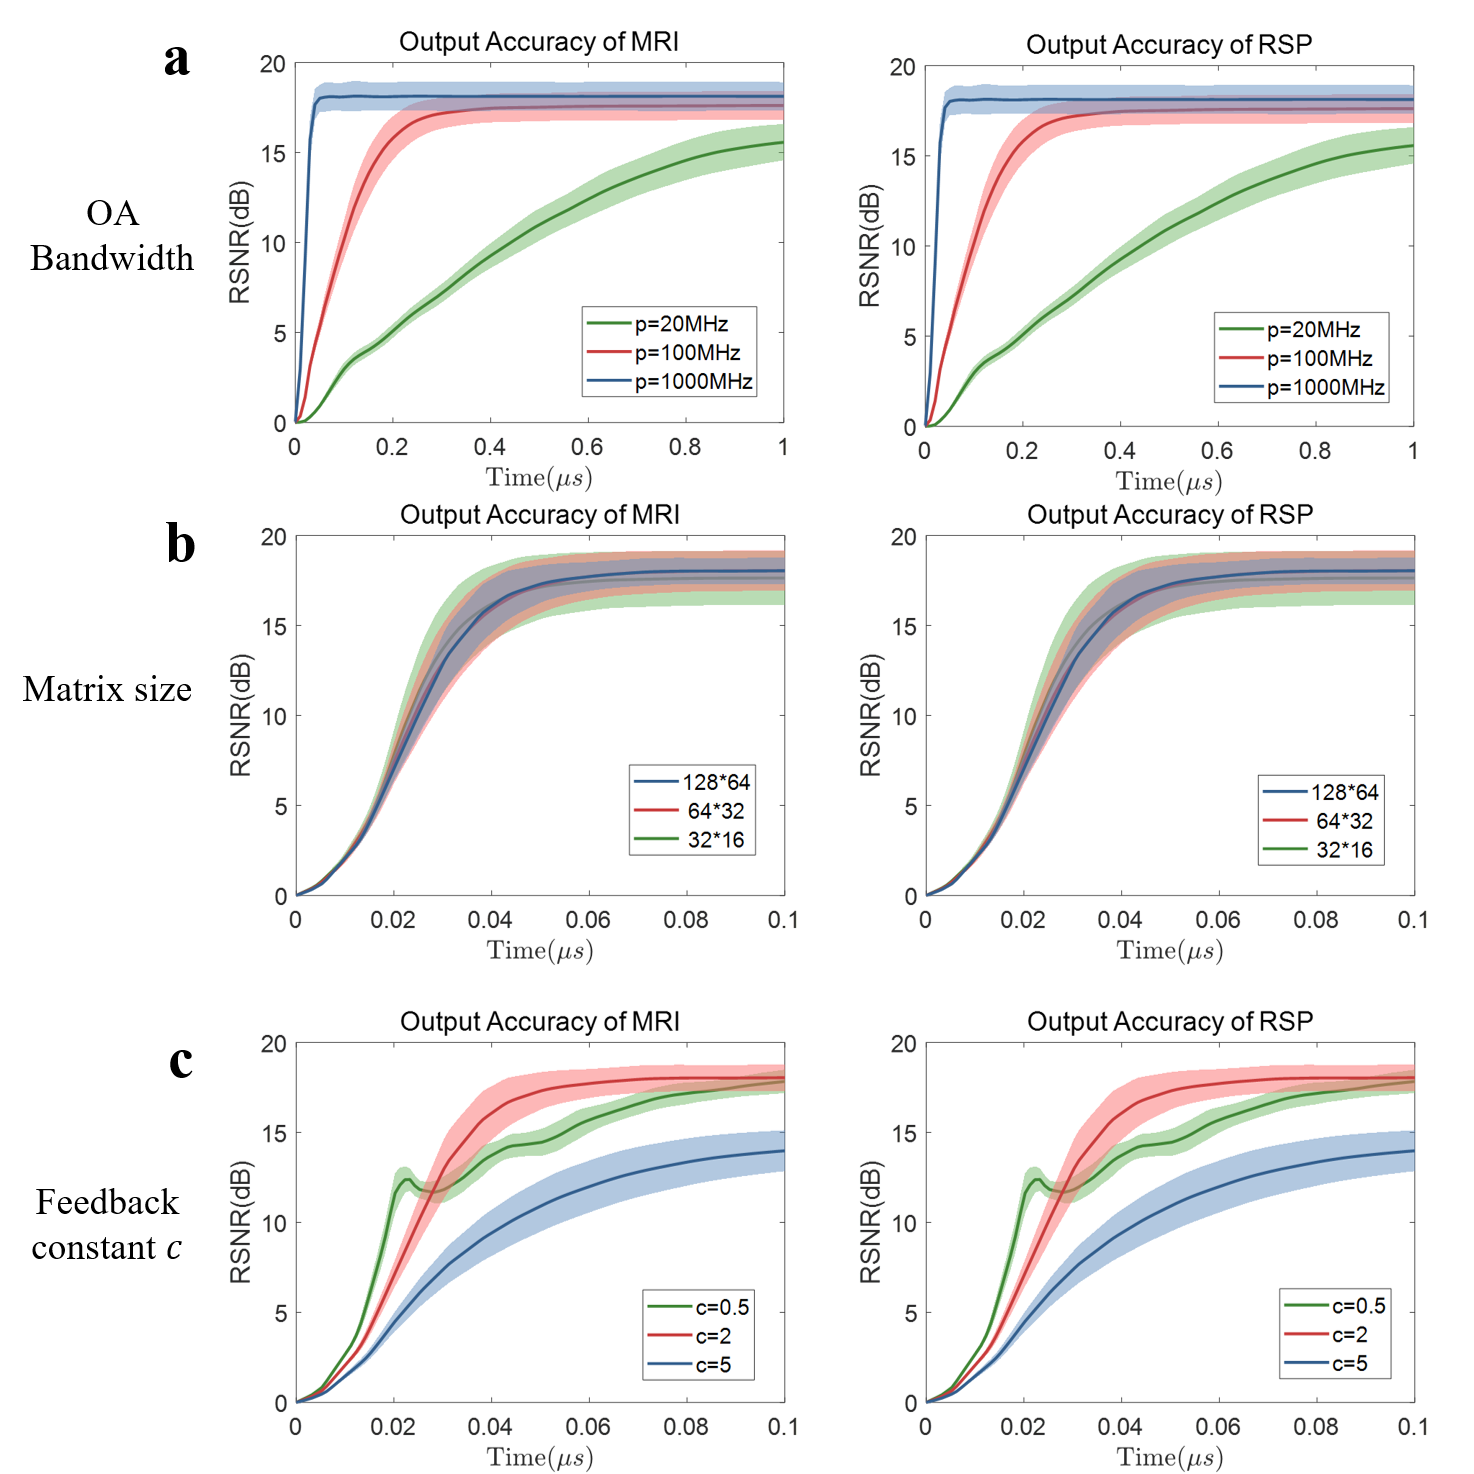 a
Output Accuracy of MRI
Output Accuracy of RSP
OA
Bandwidth
RSNR(dB)
20
15
10
5
0
0 0.2 0.4 0.6 0.8 1
Time(μs)
p=20MHz
p=100MHz
p=1000MHz
RSNR(dB)
20
15
10
5
0
0 0.2 0.4 0.6 0.8 1
Time(μs)
p=20MHz
p=100MHz
p=1000MHz
b
Output Accuracy of MRI
Output Accuracy of RSP
Matrix size
RSNR(dB)
20
15
10
5
0
0 0.02 0.04 0.06 0.08 0.1
Time(μs)
128*64
64*32
32*16
RSNR(dB)
20
15
10
5
0
0 0.02 0.04 0.06 0.08 0.1
Time(μs)
128*64
64*32
32*16
c
Output Accuracy of MRI
Output Accuracy of RSP
Feedback
constant c
RSNR(dB)
20
15
10
5
0
0 0.02 0.04 0.06 0.08 0.1
Time(μs)
c=0.5
c=2
c=5
RSNR(dB)
20
15
10
5
0
0 0.02 0.04 0.06 0.08 0.1
Time(μs)
c=0.5
c=2
c=5